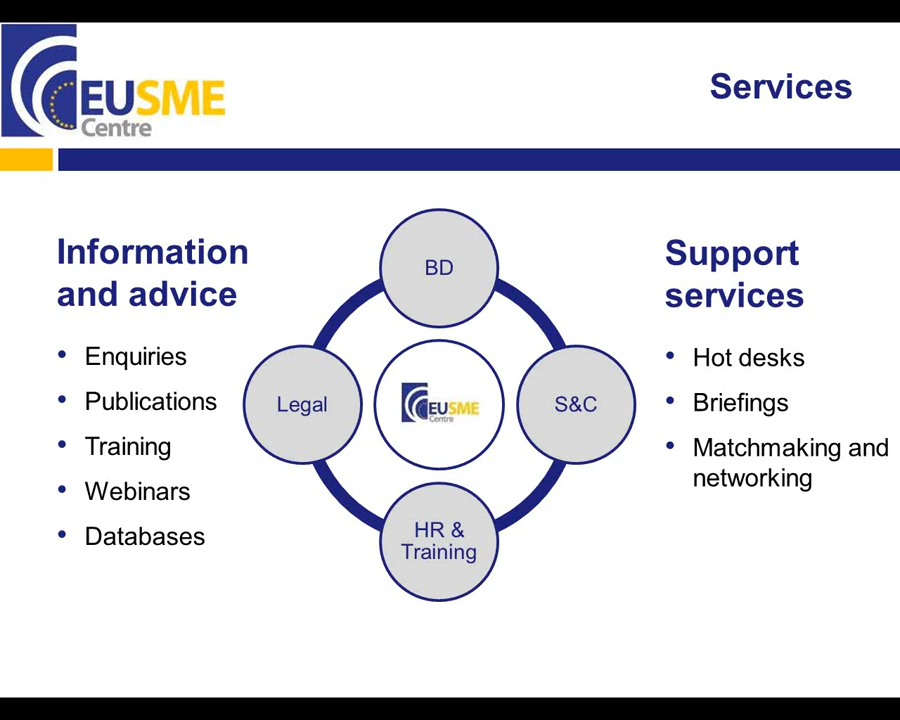 EUSME
Centre
Services
Information
and advice
• Enquiries
• Publications
• Training
• Webinars
• Databases
BD
Legal
EUSME
Centre
S&C
HR &
Training
Support
services
• Hot desks
• Briefings
• Matchmaking and
networking